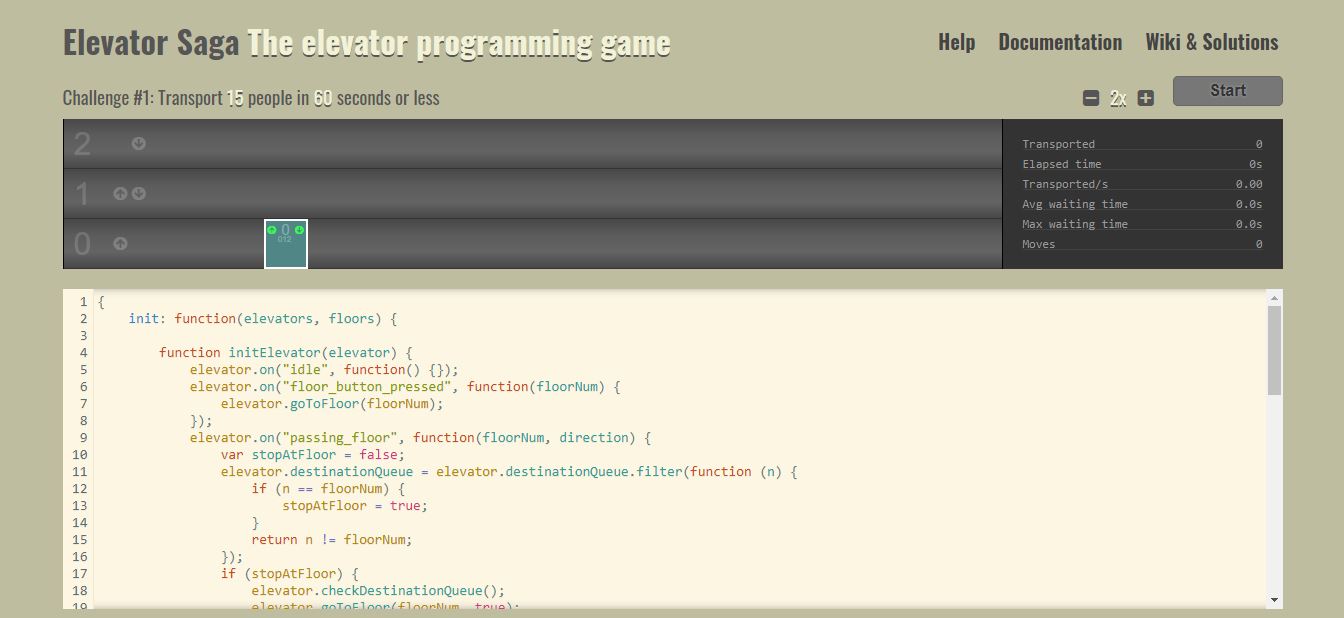 Elevator Saga The elevator programming game
Help Documentation Wiki & Solutions
Challenge #1: Transport 15 people in 60 seconds or less
2x
Start
2
1
0
0
012
Transported 0
Elapsed time 0s
Transported/s 0.00
Avg waiting time 0.0s
Max waiting time 0.0s
Moves 0
1 {
2 init: function(elevators, floors) {
3
4 function initElevator(elevator) {
5 elevator.on("idle", function() {});
6 elevator.on("floor_button_pressed", function(floorNum) {
7 elevator.goToFloor(floorNum);
8 });
9 elevator.on("passing_floor", function(floorNum, direction) {
10 var stopAtFloor = false;
11 elevator.destinationQueue = elevator.destinationQueue.filter(function (n) {
12 if (n == floorNum) {
13 stopAtFloor = true;
14 }
15 return n != floorNum;
16 });
17 if (stopAtFloor) {
18 elevator.checkDestinationQueue();
19 elevator.goToFloor(floorNum, true);